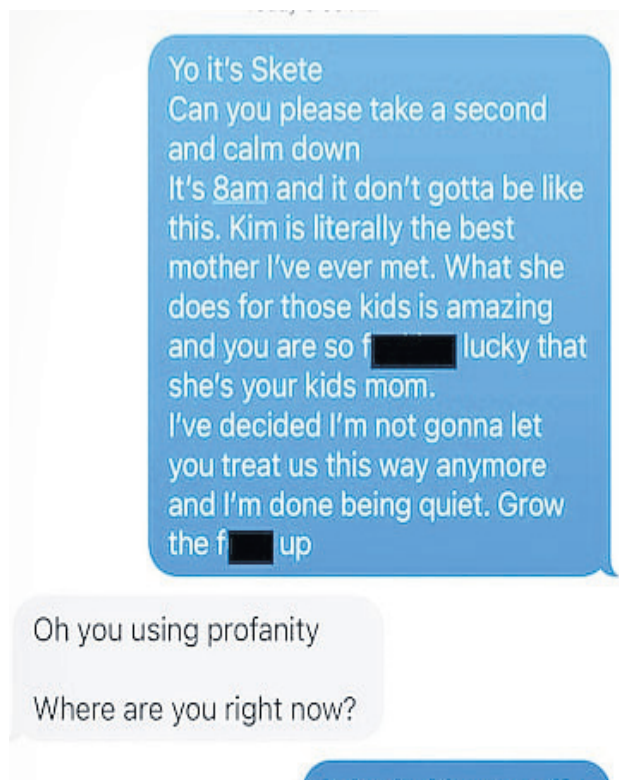 Yo it's Skete
Can you please take a second
and calm down
It's 8am and it don't gotta be like
this. Kim is literally the best
mother I've ever met. What she
does for those kids is amazing
and you are so f lucky that
she's your kids mom.
I've decided I'm not gonna let
you treat us this way anymore
and I'm done being quiet. Grow
the f up
Oh you using profanity
Where are you right now?